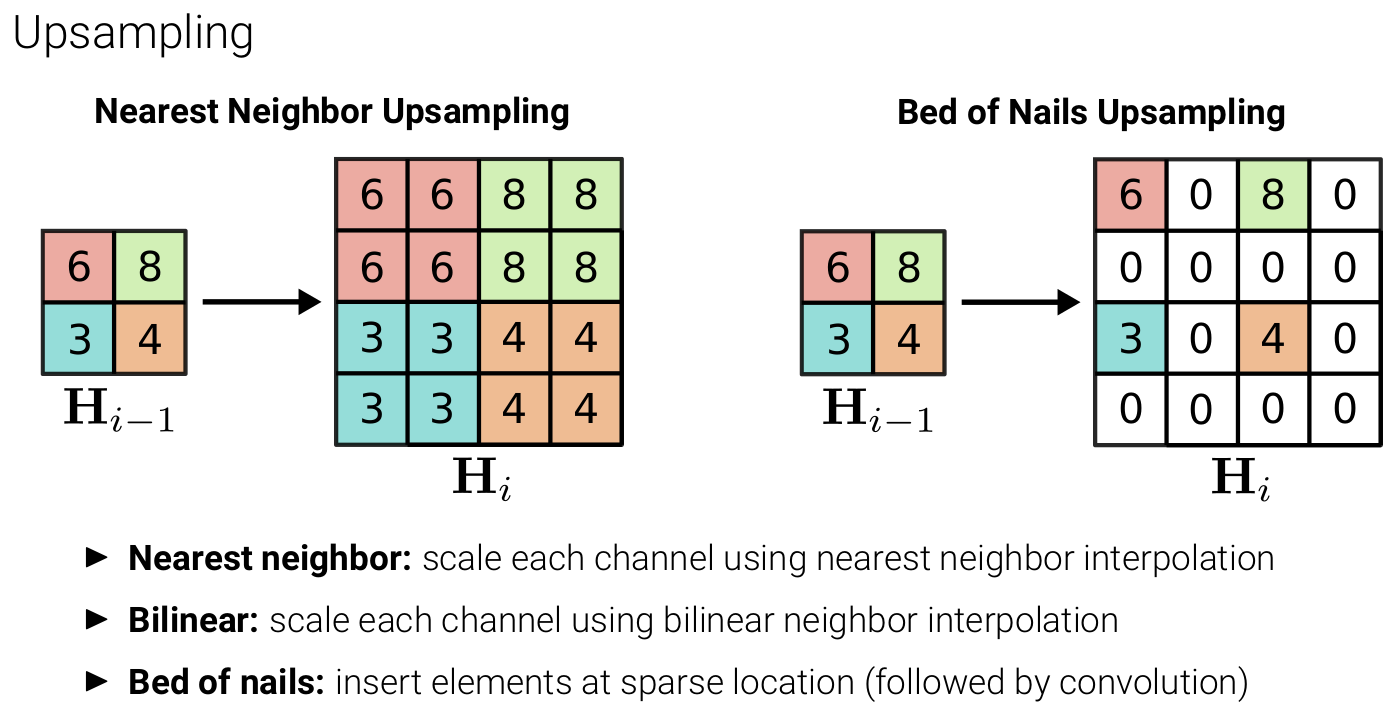 Upsampling
Nearest Neighbor Upsampling
6 8
3 4
H_{i−1}
6 6 8 8
6 6 8 8
3 3 4 4
3 3 4 4
H_i
Bed of Nails Upsampling
6 8
3 4
H_{i−1}
6 0 8 0
0 0 0 0
3 0 4 0
0 0 0 0
H_i
► Nearest neighbor: scale each channel using nearest neighbor interpolation
► Bilinear: scale each channel using bilinear neighbor interpolation
► Bed of nails: insert elements at sparse location (followed by convolution)